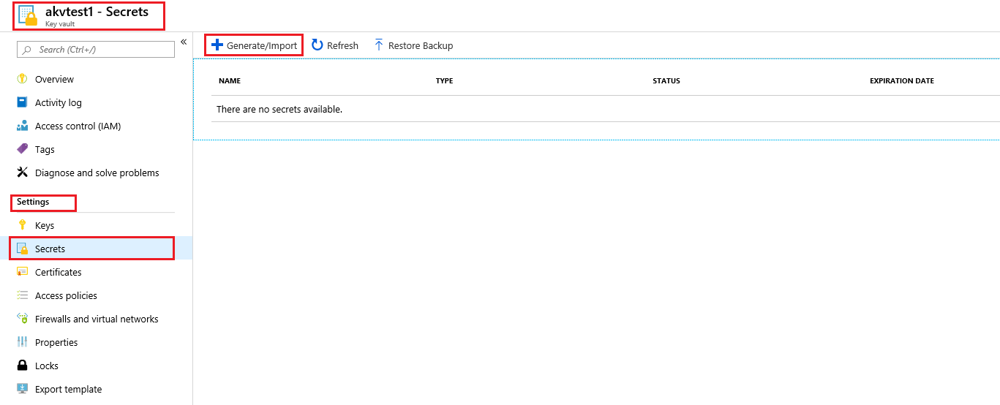 akvtest1 - Secrets
Key vault
Search (Ctrl+/)
«
Overview
Activity log
Access control (IAM)
Tags
Diagnose and solve problems
Settings
Keys
Secrets
Certificates
Access policies
Firewalls and virtual networks
Properties
Locks
Export template
Generate/Import Refresh Restore Backup
NAME TYPE STATUS EXPIRATION DATE
There are no secrets available.